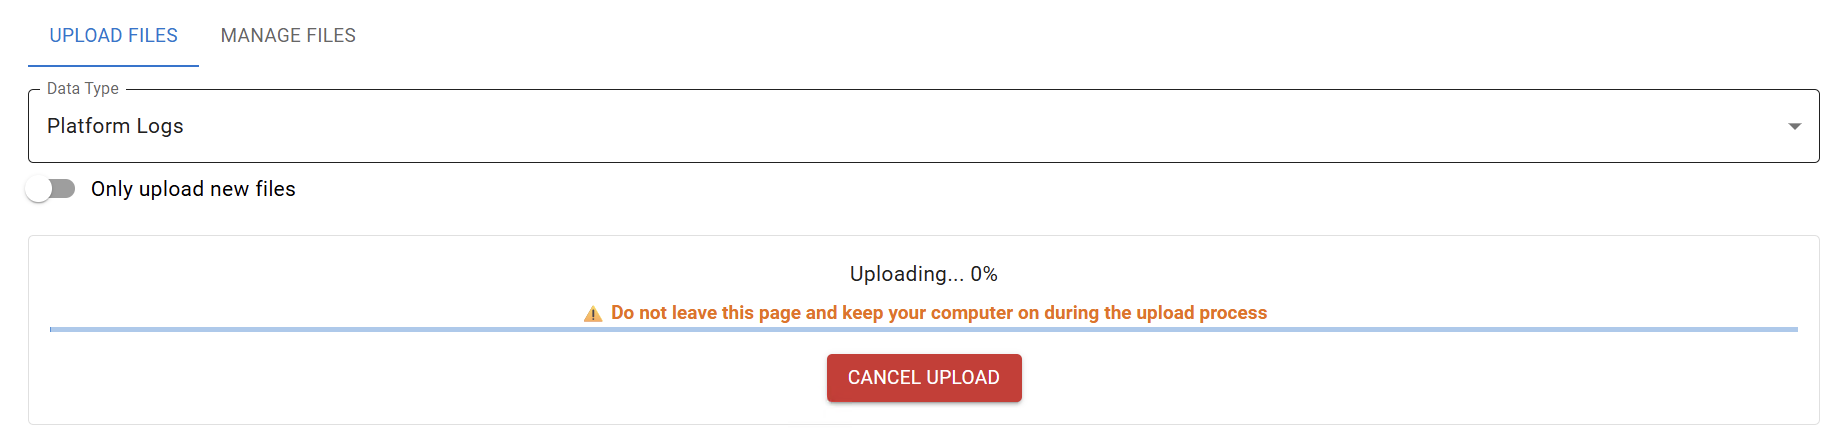 UPLOAD FILES MANAGE FILES
Data Type
Platform Logs
Only upload new files
Uploading... 0%
⚠ Do not leave this page and keep your computer on during the upload process
CANCEL UPLOAD